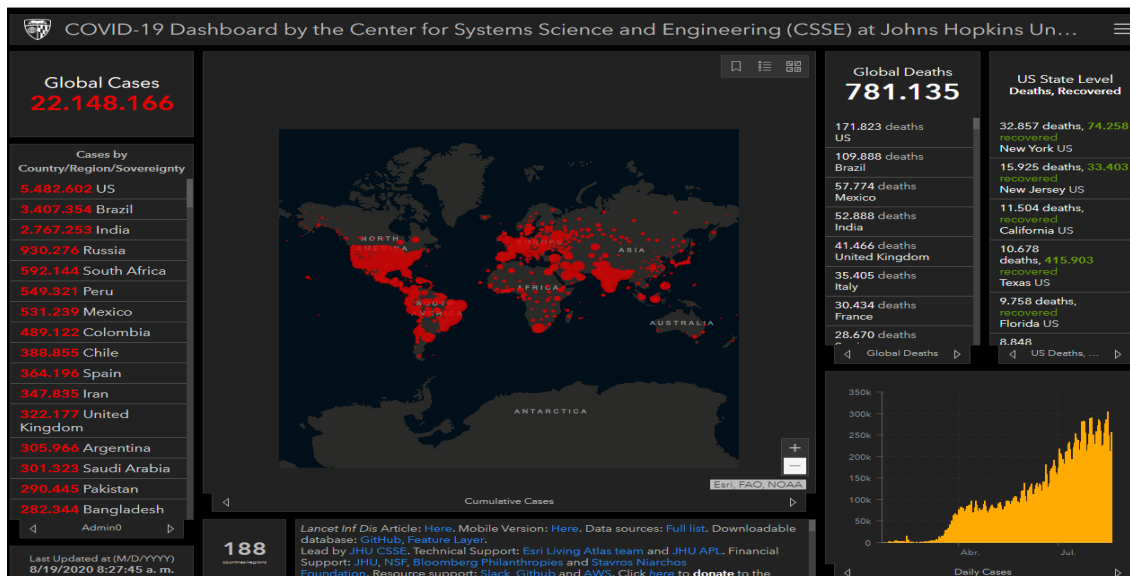 COVID-19 Dashboard by the Center for Systems Science and Engineering (CSSE) at Johns Hopkins Un...
Global Cases
22.148.166
Cases by
Country/Region/Sovereignty
5.482.602 US
3.407.354 Brazil
2.767.253 India
930.276 Russia
592.144 South Africa
549.321 Peru
531.239 Mexico
489.122 Colombia
388.855 Chile
364.196 Spain
347.835 Iran
322.177 United
Kingdom
305.966 Argentina
301.323 Saudi Arabia
290.445 Pakistan
282.344 Bangladesh
Admin0
Last Updated at (M/D/YYYY)
8/19/2020 8:27:45 a. m.
NORTH
AMERICA
SOUTH
AMERICA
EUROPE
ASIA
AFRICA
AUSTRALIA
ANTARCTICA
Esri, FAO, NOAA
Cumulative Cases
188
countries/regions
Lancet Inf Dis Article: Here. Mobile Version: Here. Data sources: Full list. Downloadable
database: GitHub, Feature Layer.
Lead by JHU CSSE. Technical Support: Esri Living Atlas team and JHU APL. Financial
Support: JHU, NSF, Bloomberg Philanthropies and Stavros Niarchos
Foundation. Resource support: Slack, Github and AWS. Click here to donate to the
Global Deaths
781.135
171.823 deaths
US
109.888 deaths
Brazil
57.774 deaths
Mexico
52.888 deaths
India
41.466 deaths
United Kingdom
35.405 deaths
Italy
30.434 deaths
France
28.670 deaths
Global Deaths
US State Level
Deaths, Recovered
32.857 deaths, 74.258
recovered
New York US
15.925 deaths, 33.403
recovered
New Jersey US
11.504 deaths,
recovered
California US
10.678
deaths, 415.903
recovered
Texas US
9.758 deaths,
recovered
Florida US
8.848
US Deaths, ...
350k
300k
250k
200k
150k
100k
50k
0
Abr.
Jul.
Daily Cases